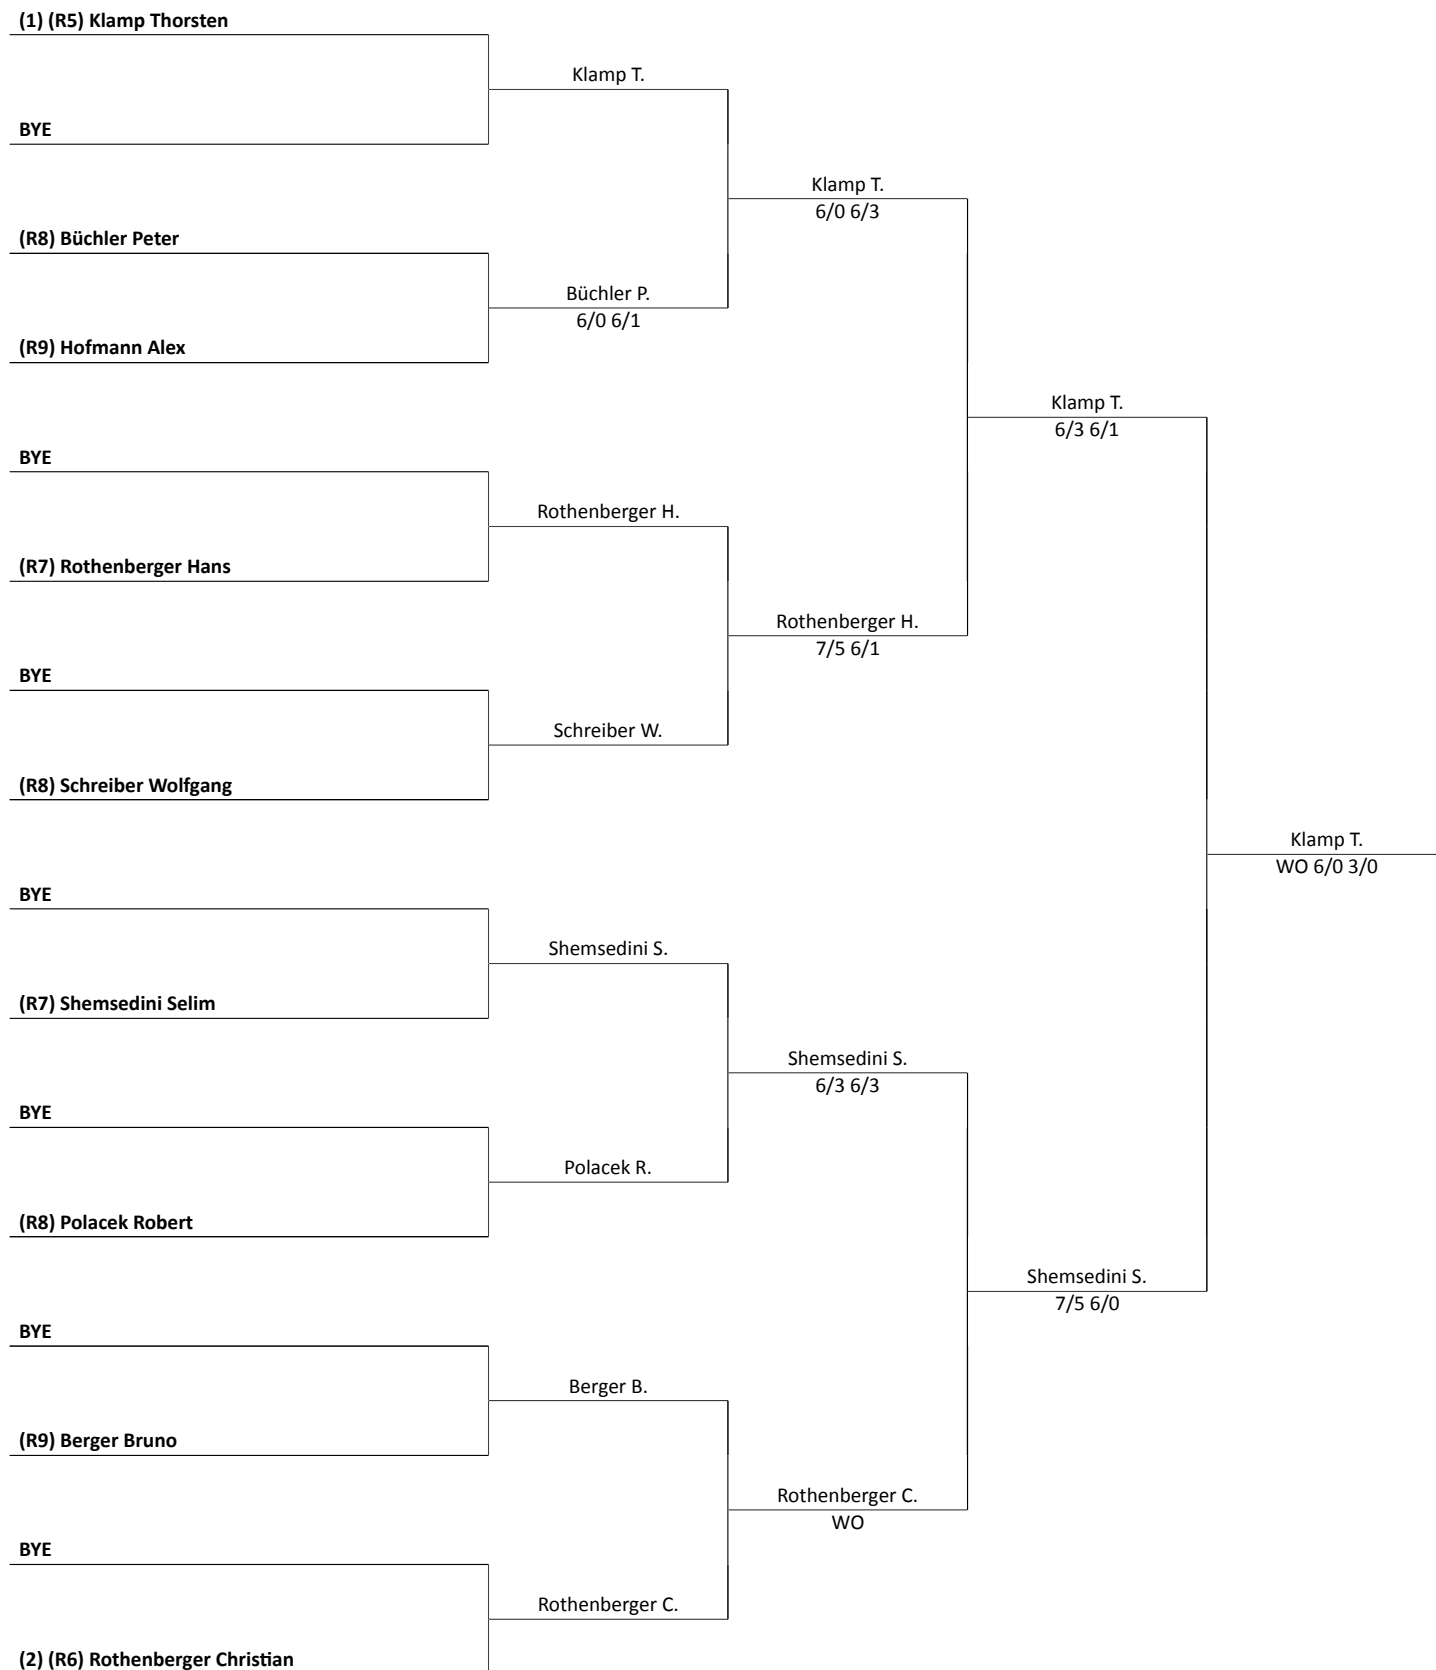 (1) (R5) Klamp Thorsten
Klamp T.
BYE
Klamp T.
6/0 6/3
(R8) Büchler Peter
Büchler P.
6/0 6/1
(R9) Hofmann Alex
Klamp T.
6/3 6/1
BYE
Rothenberger H.
(R7) Rothenberger Hans
Rothenberger H.
7/5 6/1
BYE
Schreiber W.
(R8) Schreiber Wolfgang
Klamp T.
WO 6/0 3/0
BYE
Shemsedini S.
(R7) Shemsedini Selim
Shemsedini S.
6/3 6/3
BYE
Polacek R.
(R8) Polacek Robert
Shemsedini S.
7/5 6/0
BYE
Berger B.
(R9) Berger Bruno
Rothenberger C.
WO
BYE
Rothenberger C.
(2) (R6) Rothenberger Christian